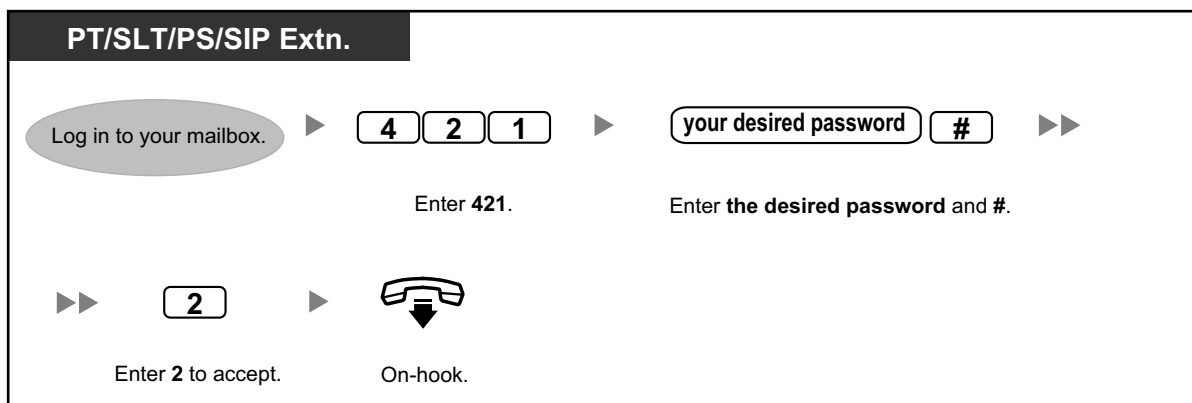 PT/SLT/PS/SIP Extn.
Log in to your mailbox.
4 2 1
your desired password #
Enter 421.
Enter the desired password and #.
2
Enter 2 to accept.
On-hook.